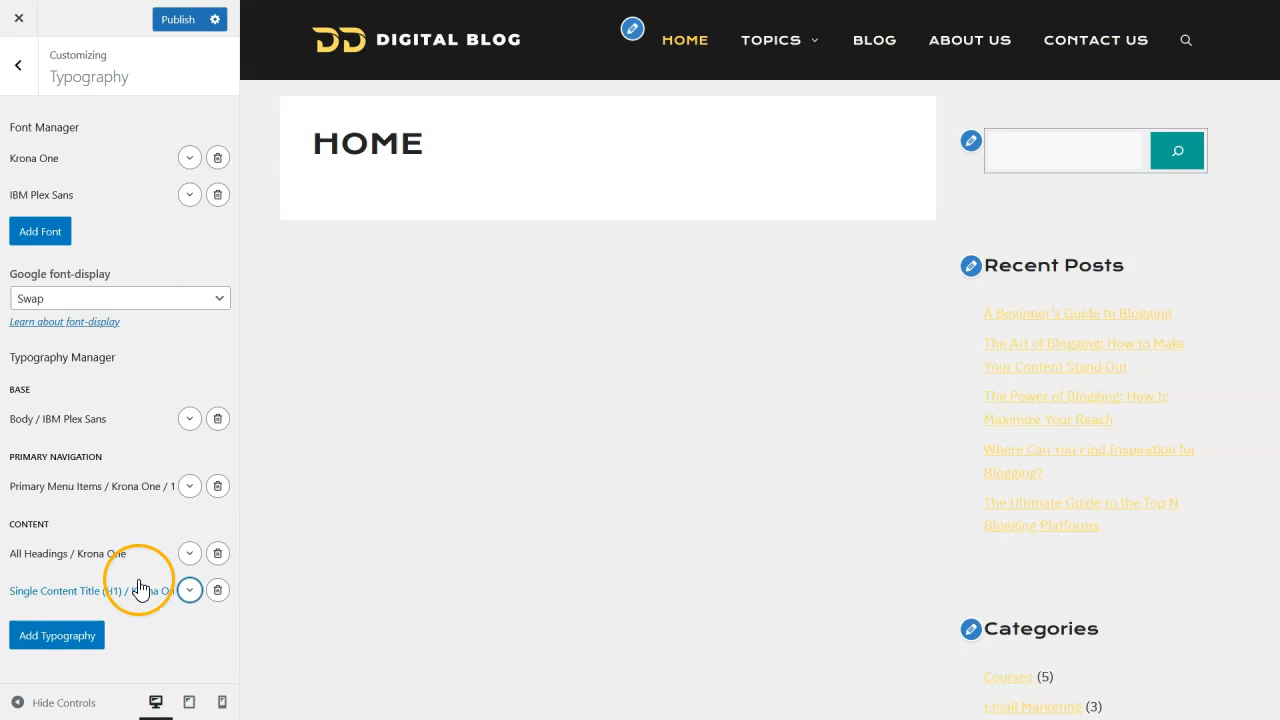 Publish
Customizing
Typography
Font Manager
Krona One
IBM Plex Sans
Add Font
Google font-display
Swap
Learn about font-display
Typography Manager
BASE
Body / IBM Plex Sans
PRIMARY NAVIGATION
Primary Menu Items / Krona One / 1
CONTENT
All Headings / Krona One
Single Content Title (H1) / Krona On
Add Typography
Hide Controls
DD DIGITAL BLOG
HOME
TOPICS
BLOG
ABOUT US
CONTACT US
HOME
Recent Posts
A Beginner's Guide to Blogging
The Art of Blogging: How to Make
Your Content Stand Out
The Power of Blogging: How to
Maximize Your Reach
Where Can You Find Inspiration for
Blogging?
The Ultimate Guide to the Top N
Blogging Platforms
Categories
Courses (5)
Email Marketing (3)